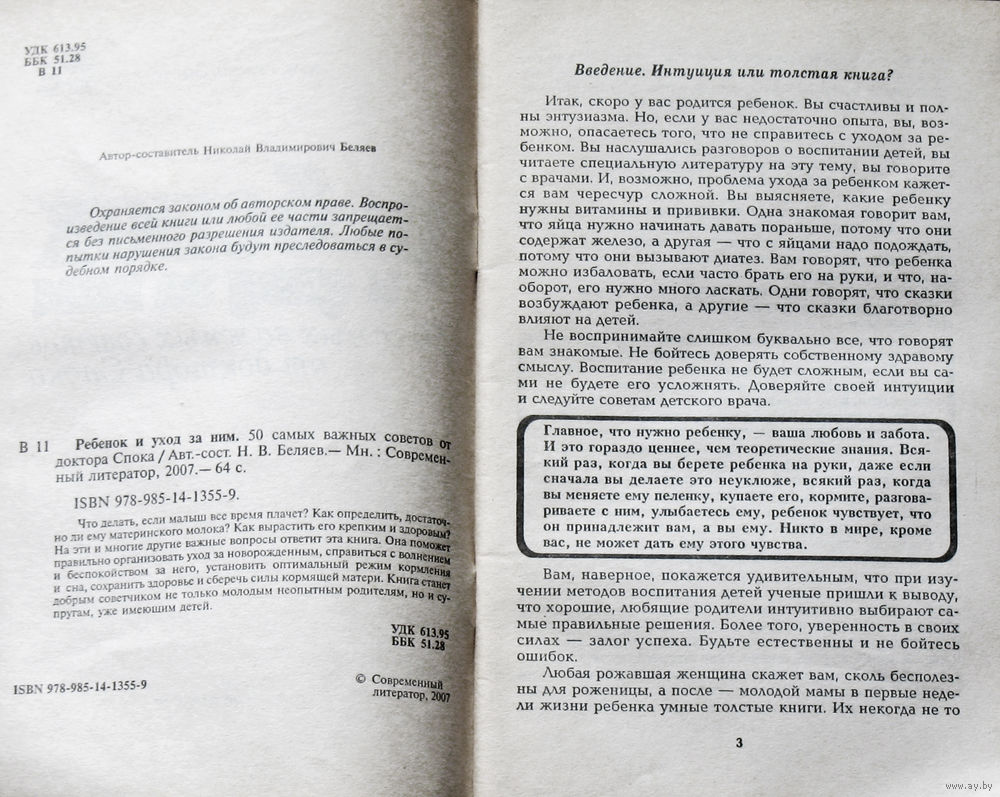 УДК 613.95
ББК 51.28
В 11
Автор-составитель Николай Владимирович Беляев
Охраняется законом об авторском праве. Воспро-
изведение всей книги или любой ее части запрещает-
ся без письменного разрешения издателя. Любые по-
пытки нарушения закона будут преследоваться в су-
дебном порядке.
В 11 Ребенок и уход за ним. 50 самых важных советов от
доктора Спока / Авт.-сост. Н. В. Беляев.— Мн. : Современ-
ный литератор, 2007.— 64 с.
ISBN 978-985-14-1355-9.
Что делать, если малыш все время плачет? Как определить, достаточ-
но ли ему материнского молока? Как вырастить его крепким и здоровым?
На эти и многие другие важные вопросы ответит эта книга. Она поможет
правильно организовать уход за новорожденным, справиться с волнением
и беспокойством за него, установить оптимальный режим кормления
и сна, сохранить здоровье и сберечь силы кормящей матери. Книга станет
добрым советчиком не только молодым неопытным родителям, но и су-
пругам, уже имеющим детей.
УДК 613.95
ББК 51.28
ISBN 978-985-14-1355-9
© Современный
литератор, 2007
Введение. Интуиция или толстая книга?
Итак, скоро у вас родится ребенок. Вы счастливы и пол-
ны энтузиазма. Но, если у вас недостаточно опыта, вы, воз-
можно, опасаетесь того, что не справитесь с уходом за ре-
бенком. Вы наслушались разговоров о воспитании детей, вы
читаете специальную литературу на эту тему, вы говорите
с врачами. И, возможно, проблема ухода за ребенком кажет-
ся вам чересчур сложной. Вы выясняете, какие ребенку
нужны витамины и прививки. Одна знакомая говорит вам,
что яйца нужно начинать давать пораньше, потому что они
содержат железо, а другая — что с яйцами надо подождать,
потому что они вызывают диатез. Вам говорят, что ребенка
можно избаловать, если часто брать его на руки, и что, на-
оборот, его нужно много ласкать. Одни говорят, что сказки
возбуждают ребенка, а другие — что сказки благотворно
влияют на детей.
Не воспринимайте слишком буквально все, что говорят
вам знакомые. Не бойтесь доверять собственному здравому
смыслу. Воспитание ребенка не будет сложным, если вы са-
ми не будете его усложнять. Доверяйте своей интуиции
и следуйте советам детского врача.
Главное, что нужно ребенку, — ваша любовь и забота.
И это гораздо ценнее, чем теоретические знания. Вся-
кий раз, когда вы берете ребенка на руки, даже если
сначала вы делаете это неуклюже, всякий раз, когда
вы меняете ему пеленку, купаете его, кормите, разгова-
риваете с ним, улыбаетесь ему, ребенок чувствует, что
он принадлежит вам, а вы ему. Никто в мире, кроме
вас, не может дать ему этого чувства.
Вам, наверное, покажется удивительным, что при изу-
чении методов воспитания детей ученые пришли к выводу,
что хорошие, любящие родители интуитивно выбирают са-
мые правильные решения. Более того, уверенность в своих
силах — залог успеха. Будьте естественны и не бойтесь
ошибок.
Любая рожавшая женщина скажет вам, сколь бесполез-
ны для роженицы, а после — молодой мамы в первые неде-
ли жизни ребенка умные толстые книги. Их некогда не то
3
www.ay.by